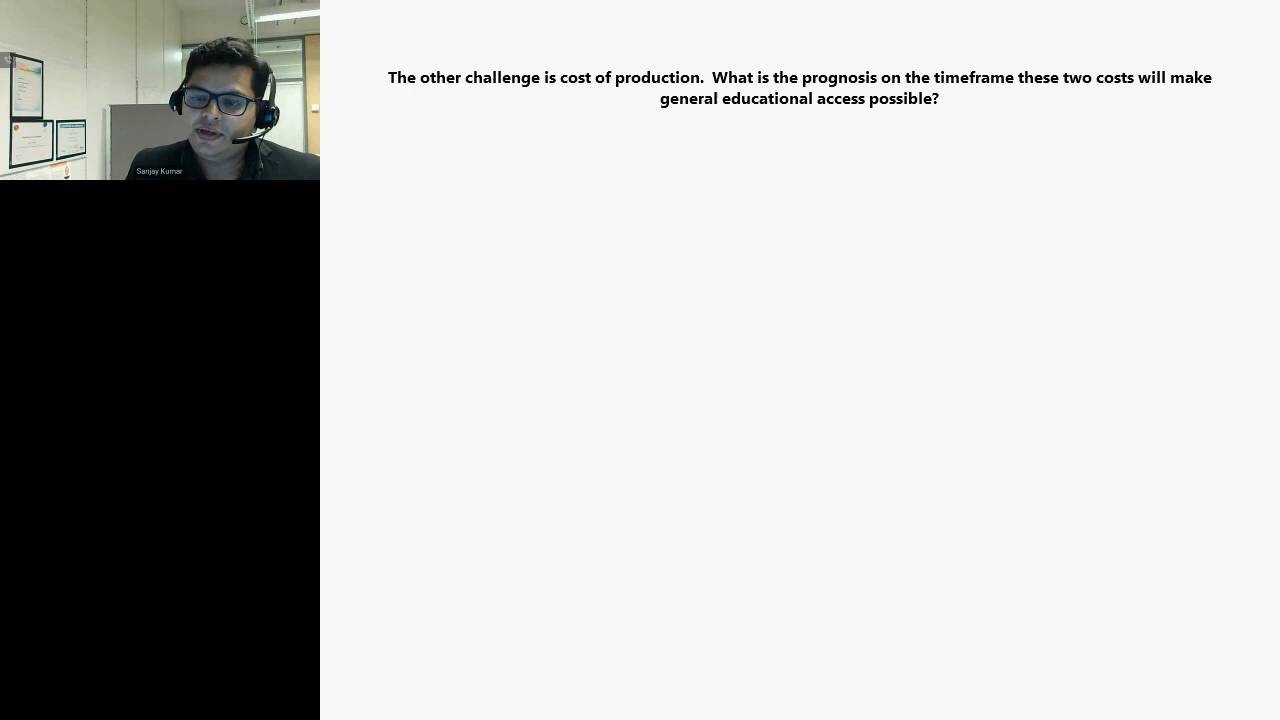 The other challenge is cost of production.  What is the prognosis on the timeframe these two costs will make
general educational access possible?
Sanjay Kumar